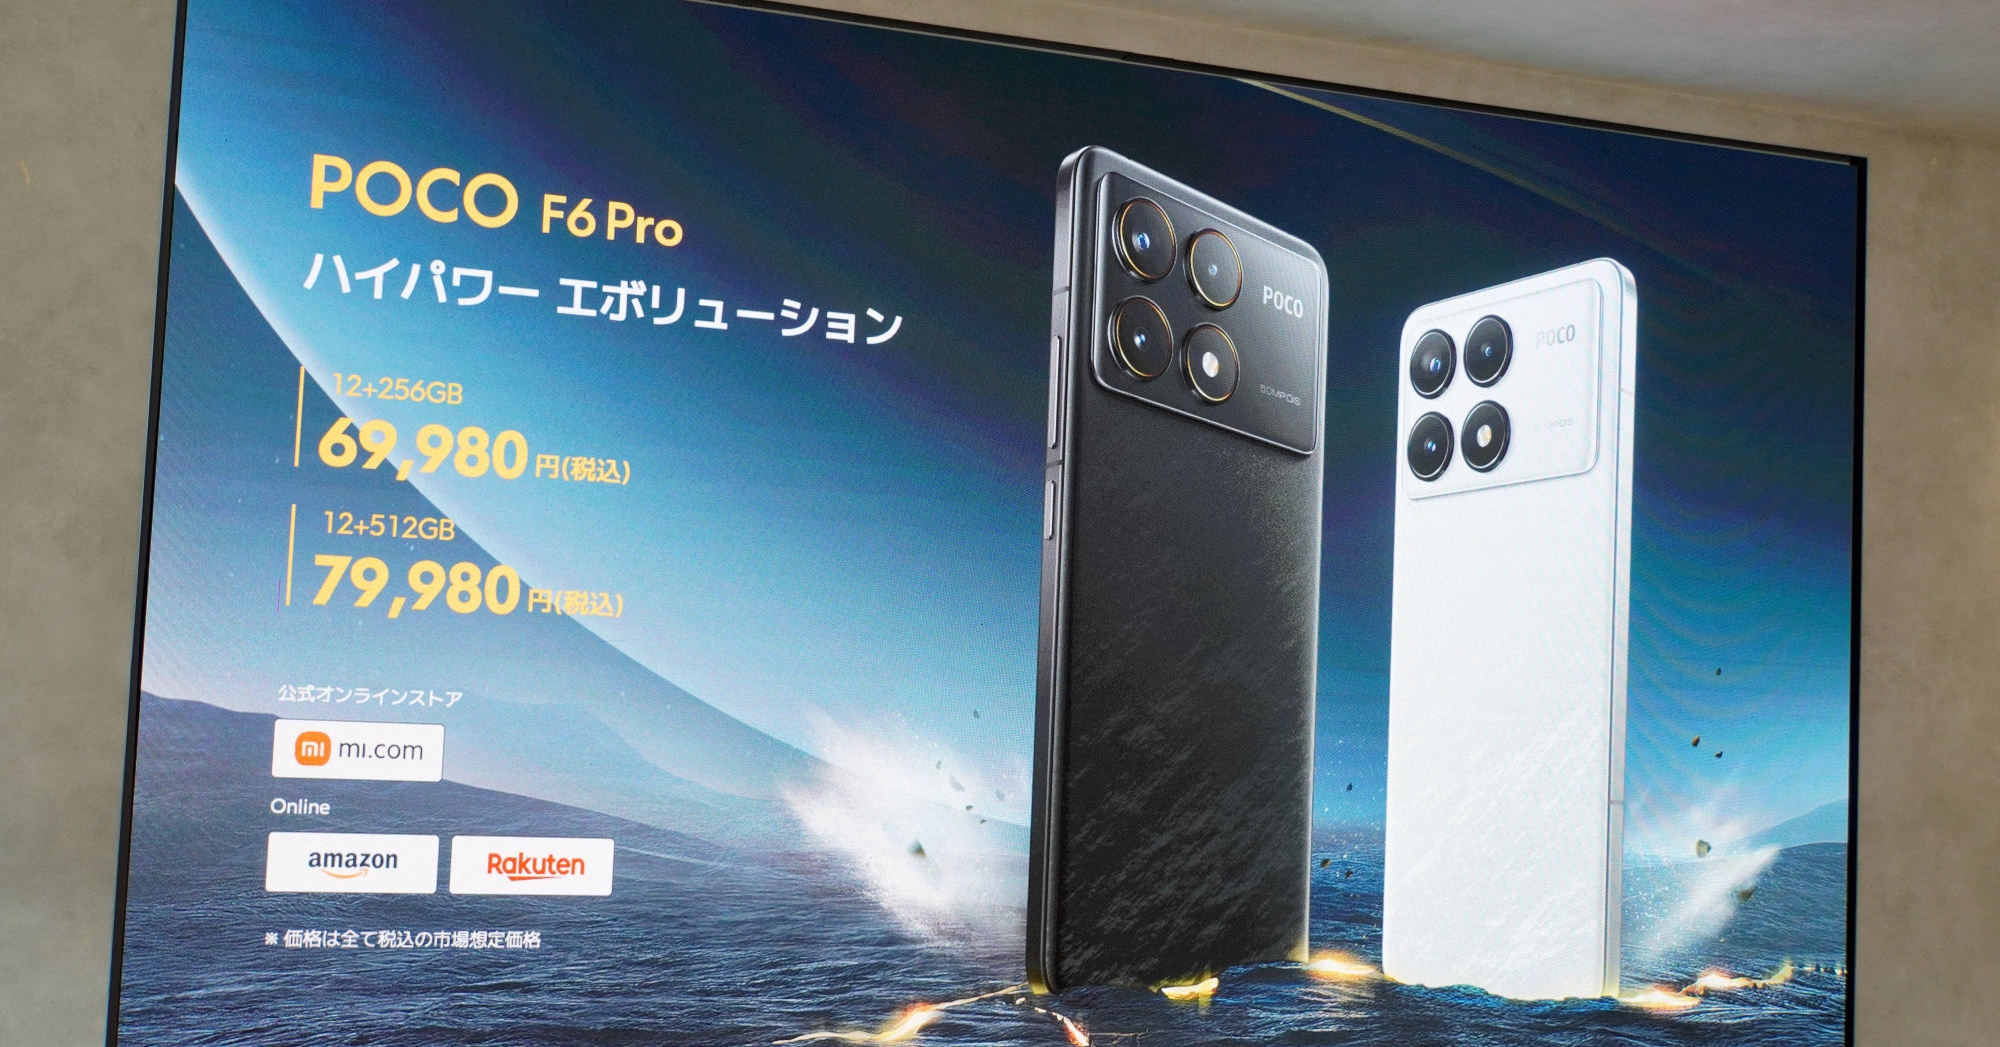 POCO F6 Pro
ハイパワー エボリューション
12+256GB
69,980円(税込)
12+512GB
79,980円(税込)
公式オンラインストア
mi mi.com
Online
amazon
Rakuten
※ 価格は全て税込の市場想定価格
POCO
50MP OIS
POCO